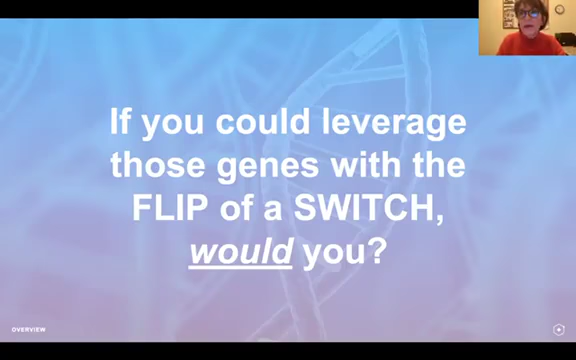 If you could leverage
those genes with the
FLIP of a SWITCH,
would you?
OVERVIEW